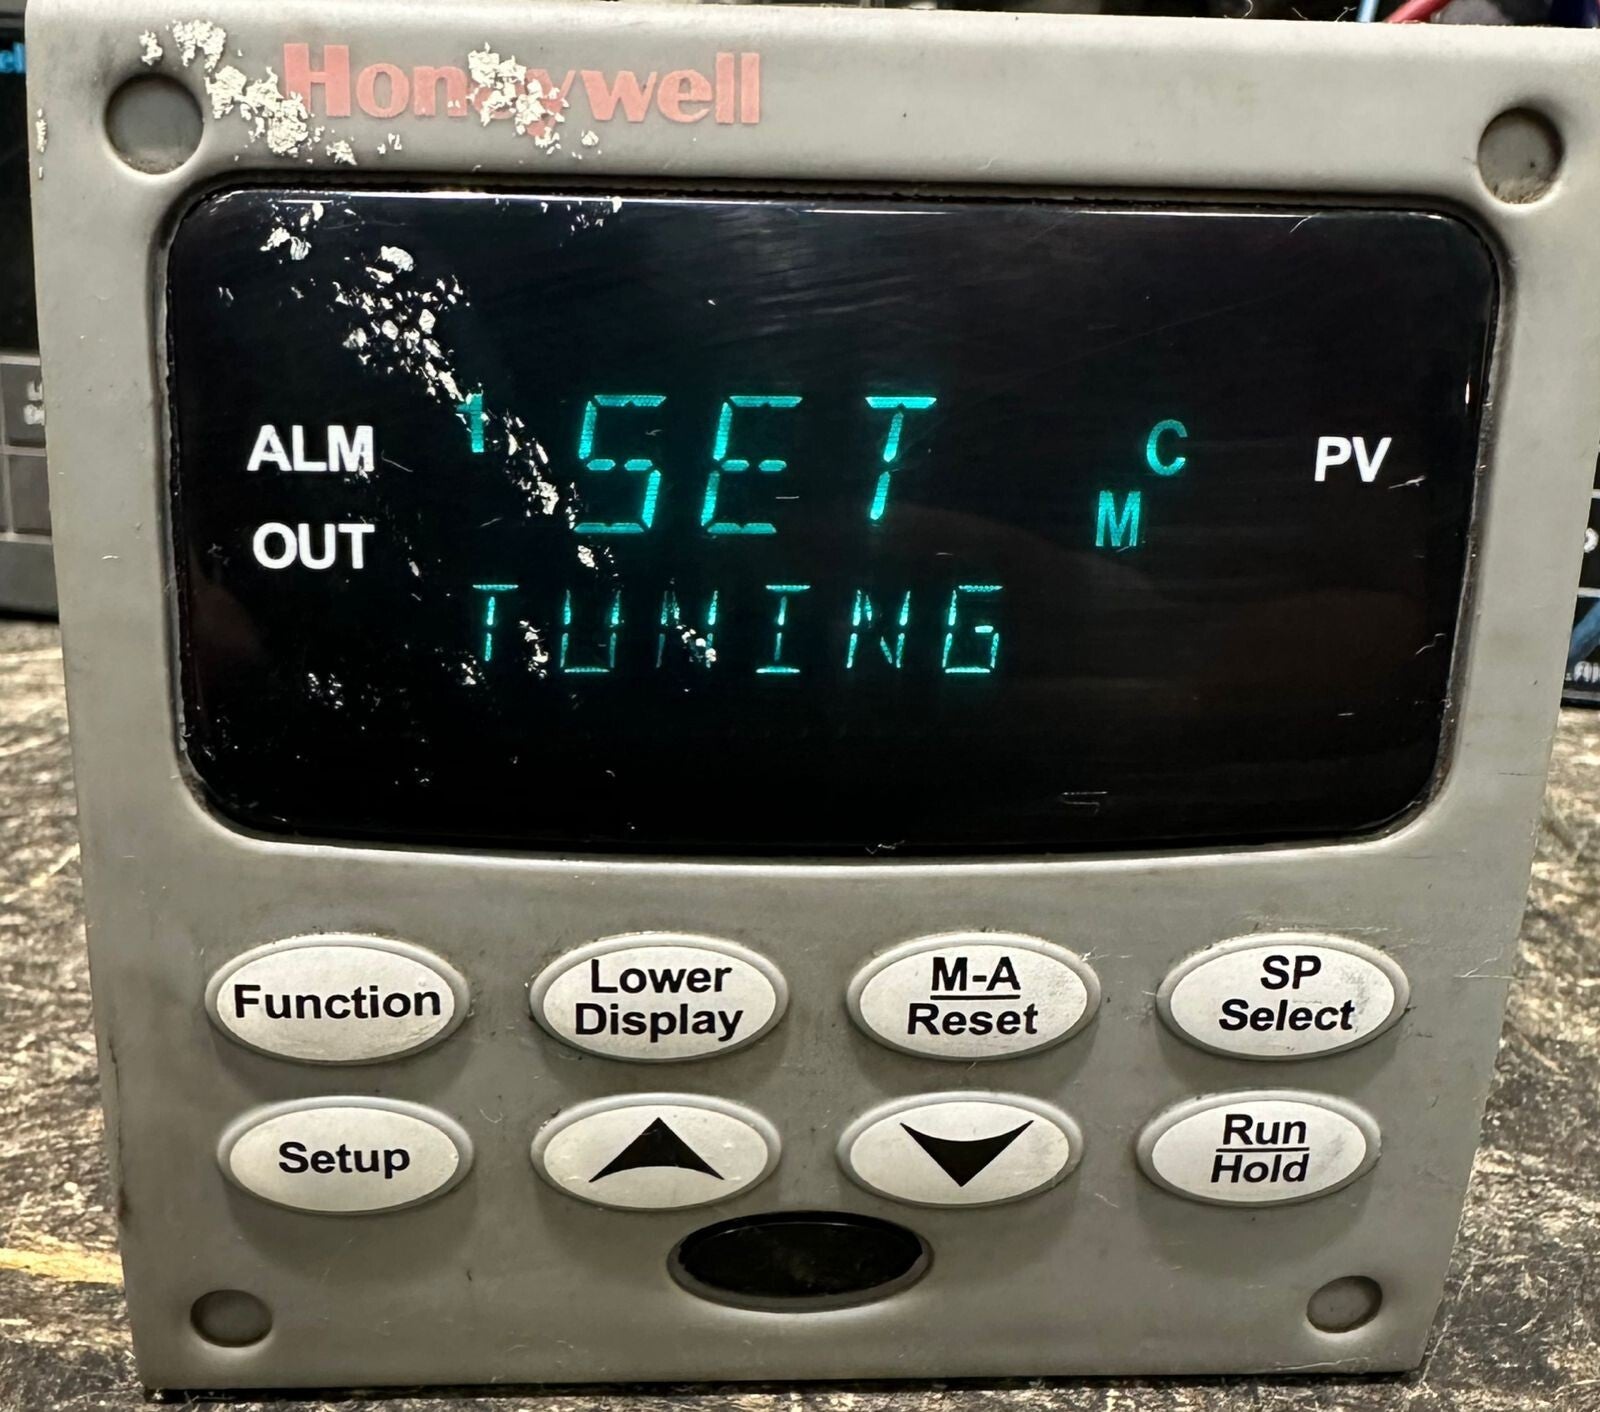 Honeywell
ALM 1 SET C PV
OUT M
TUNING
Function Lower Display M-A Reset SP Select
Setup Run Hold